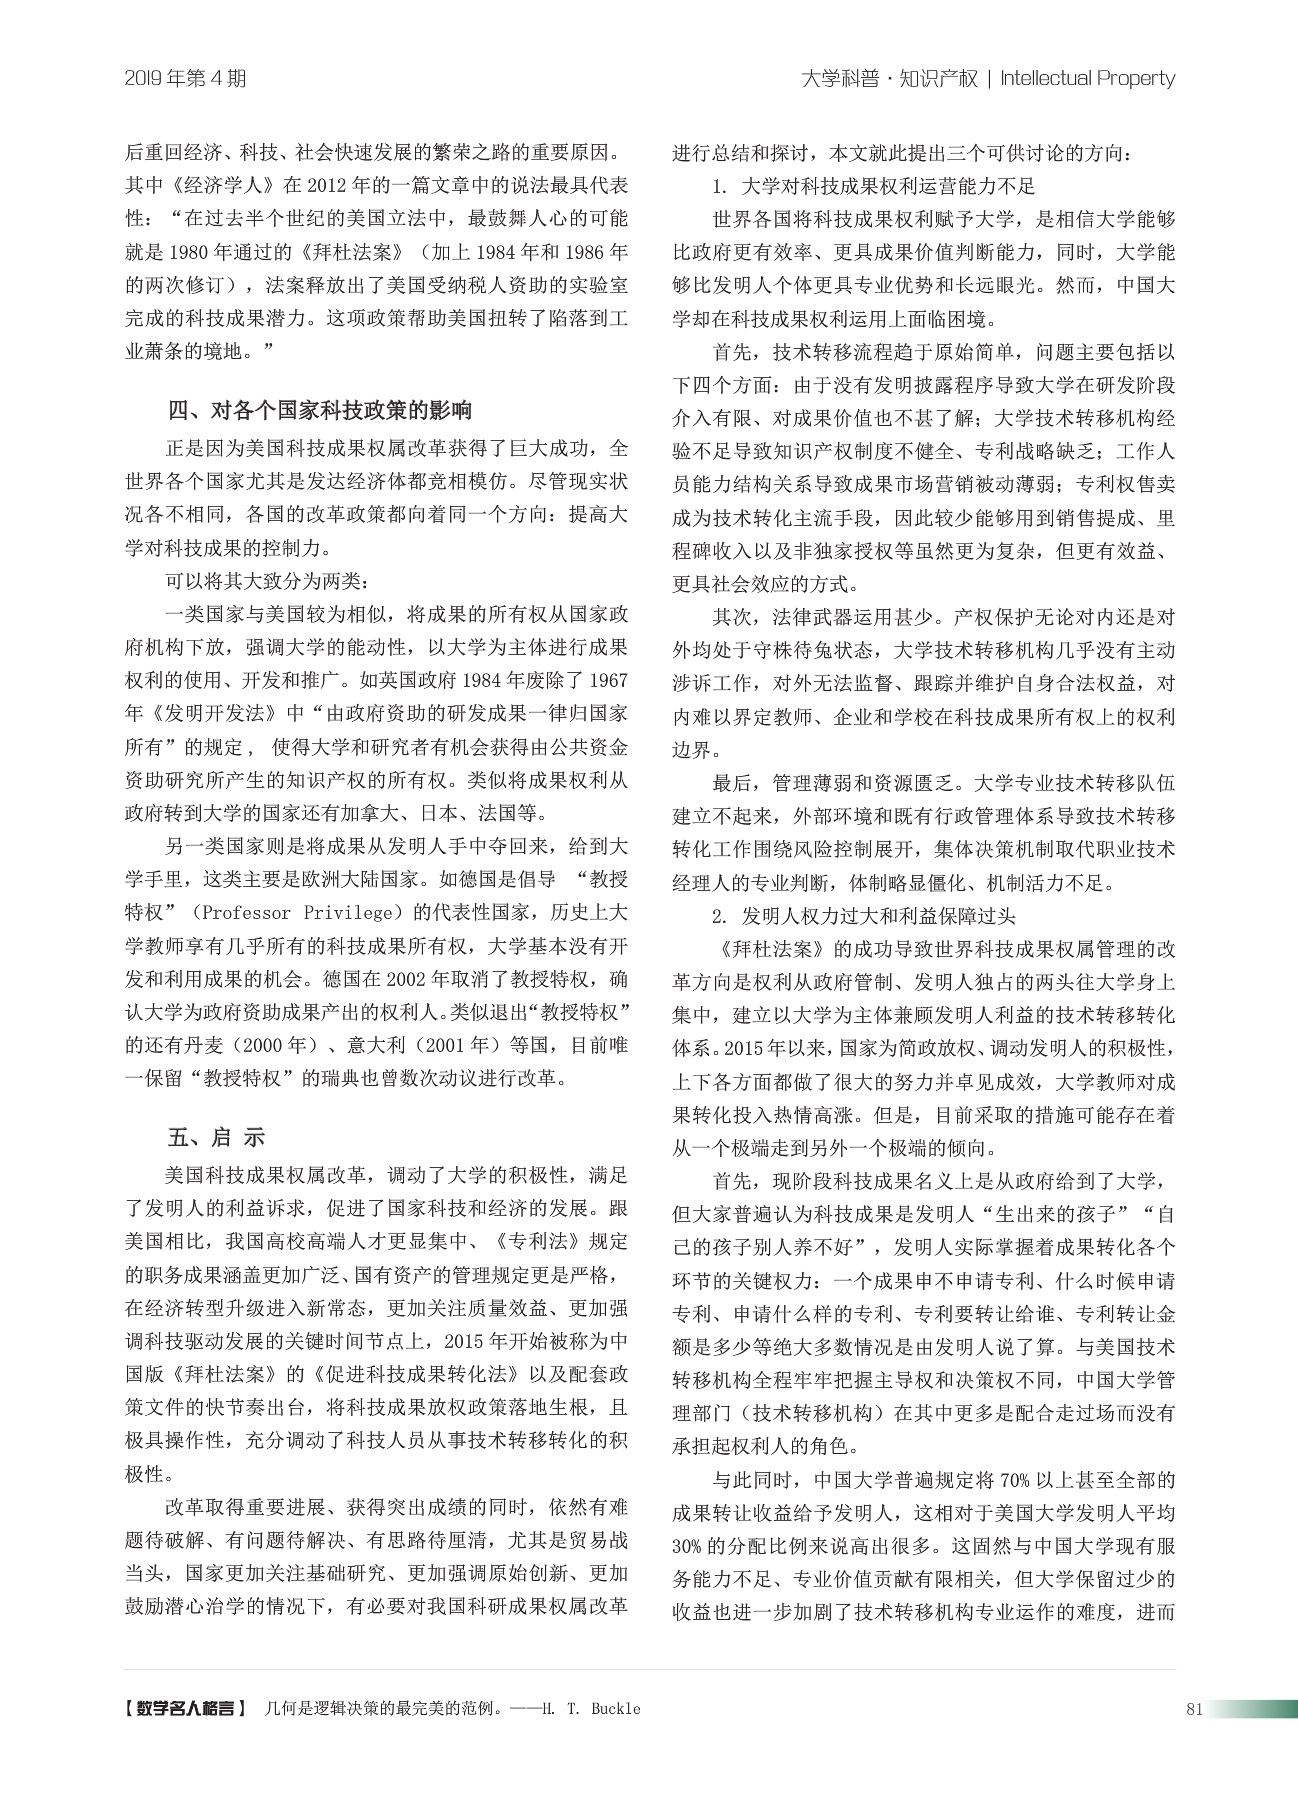 2019 年第 4 期
大学科普·知识产权 | Intellectual Property
后重回经济、科技、社会快速发展的繁荣之路的重要原因。
其中《经济学人》在 2012 年的一篇文章中的说法最具代表
性：“在过去半个世纪的美国立法中，最鼓舞人心的可能
就是 1980 年通过的《拜杜法案》（加上 1984 年和 1986 年
的两次修订），法案释放出了美国受纳税人资助的实验室
完成的科技成果潜力。这项政策帮助美国扭转了陷落到工
业萧条的境地。”
四、对各个国家科技政策的影响
正是因为美国科技成果权属改革获得了巨大成功，全
世界各个国家尤其是发达经济体都竞相模仿。尽管现实状
况各不相同，各国的改革政策都向着同一个方向：提高大
学对科技成果的控制力。
可以将其大致分为两类：
一类国家与美国较为相似，将成果的所有权从国家政
府机构下放，强调大学的能动性，以大学为主体进行成果
权利的使用、开发和推广。如英国政府 1984 年废除了 1967
年《发明开发法》中“由政府资助的研发成果一律归国家
所有”的规定， 使得大学和研究者有机会获得由公共资金
资助研究所产生的知识产权的所有权。类似将成果权利从
政府转到大学的国家还有加拿大、日本、法国等。
另一类国家则是将成果从发明人手中夺回来，给到大
学手里，这类主要是欧洲大陆国家。如德国是倡导 “教授
特权”（Professor Privilege）的代表性国家，历史上大
学教师享有几乎所有的科技成果所有权，大学基本没有开
发和利用成果的机会。德国在 2002 年取消了教授特权，确
认大学为政府资助成果产出的权利人。类似退出“教授特权”
的还有丹麦（2000 年）、意大利（2001 年）等国，目前唯
一保留“教授特权”的瑞典也曾数次动议进行改革。
五、启 示
美国科技成果权属改革，调动了大学的积极性，满足
了发明人的利益诉求，促进了国家科技和经济的发展。跟
美国相比，我国高校高端人才更显集中、《专利法》规定
的职务成果涵盖更加广泛、国有资产的管理规定更是严格，
在经济转型升级进入新常态，更加关注质量效益、更加强
调科技驱动发展的关键时间节点上，2015 年开始被称为中
国版《拜杜法案》的《促进科技成果转化法》以及配套政
策文件的快节奏出台，将科技成果放权政策落地生根，且
极具操作性，充分调动了科技人员从事技术转移转化的积
极性。
改革取得重要进展、获得突出成绩的同时，依然有难
题待破解、有问题待解决、有思路待厘清，尤其是贸易战
当头，国家更加关注基础研究、更加强调原始创新、更加
鼓励潜心治学的情况下，有必要对我国科研成果权属改革
进行总结和探讨，本文就此提出三个可供讨论的方向：
1. 大学对科技成果权利运营能力不足
世界各国将科技成果权利赋予大学，是相信大学能够
比政府更有效率、更具成果价值判断能力，同时，大学能
够比发明人个体更具专业优势和长远眼光。然而，中国大
学却在科技成果权利运用上面临困境。
首先，技术转移流程趋于原始简单，问题主要包括以
下四个方面：由于没有发明披露程序导致大学在研发阶段
介入有限、对成果价值也不甚了解；大学技术转移机构经
验不足导致知识产权制度不健全、专利战略缺乏；工作人
员能力结构关系导致成果市场营销被动薄弱；专利权售卖
成为技术转化主流手段，因此较少能够用到销售提成、里
程碑收入以及非独家授权等虽然更为复杂，但更有效益、
更具社会效应的方式。
其次，法律武器运用甚少。产权保护无论对内还是对
外均处于守株待兔状态，大学技术转移机构几乎没有主动
涉诉工作，对外无法监督、跟踪并维护自身合法权益，对
内难以界定教师、企业和学校在科技成果所有权上的权利
边界。
最后，管理薄弱和资源匮乏。大学专业技术转移队伍
建立不起来，外部环境和既有行政管理体系导致技术转移
转化工作围绕风险控制展开，集体决策机制取代职业技术
经理人的专业判断，体制略显僵化、机制活力不足。
2. 发明人权力过大和利益保障过头
《拜杜法案》的成功导致世界科技成果权属管理的改
革方向是权利从政府管制、发明人独占的两头往大学身上
集中，建立以大学为主体兼顾发明人利益的技术转移转化
体系。2015 年以来，国家为简政放权、调动发明人的积极性，
上下各方面都做了很大的努力并卓见成效，大学教师对成
果转化投入热情高涨。但是，目前采取的措施可能存在着
从一个极端走到另外一个极端的倾向。
首先，现阶段科技成果名义上是从政府给到了大学，
但大家普遍认为科技成果是发明人“生出来的孩子”“自
己的孩子别人养不好”，发明人实际掌握着成果转化各个
环节的关键权力：一个成果申不申请专利、什么时候申请
专利、申请什么样的专利、专利要转让给谁、专利转让金
额是多少等绝大多数情况是由发明人说了算。与美国技术
转移机构全程牢牢把握主导权和决策权不同，中国大学管
理部门（技术转移机构）在其中更多是配合走过场而没有
承担起权利人的角色。
与此同时，中国大学普遍规定将 70% 以上甚至全部的
成果转让收益给予发明人，这相对于美国大学发明人平均
30% 的分配比例来说高出很多。这固然与中国大学现有服
务能力不足、专业价值贡献有限相关，但大学保留过少的
收益也进一步加剧了技术转移机构专业运作的难度，进而
【数学名人格言】 几何是逻辑决策的最完美的范例。——H. T. Buckle
81